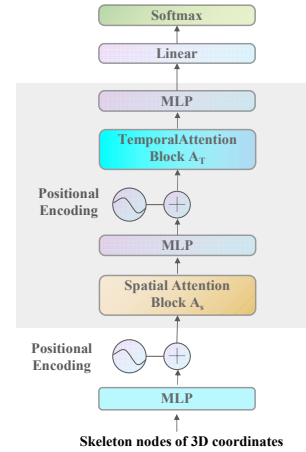 Softmax
Linear
MLP
TemporalAttention
Block A_T
Positional
Encoding
MLP
Spatial Attention
Block A_s
Positional
Encoding
MLP
Skeleton nodes of 3D coordinates